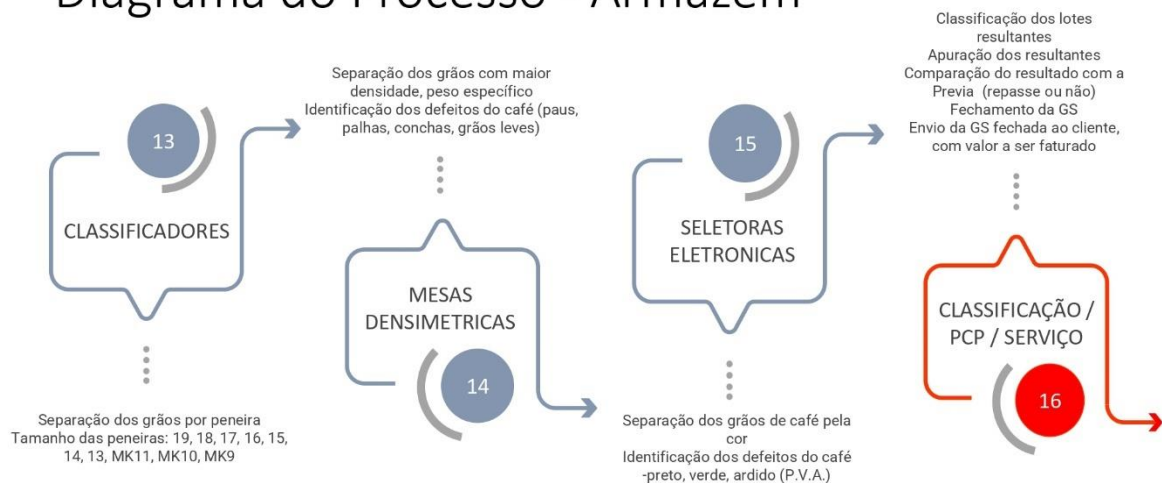 Diagrama do Processo - Armazém
13
CLASSIFICADORES
Separação dos grãos por peneira
Tamanho das peneiras: 19, 18, 17, 16, 15,
14, 13, MK11, MK10, MK9
Separação dos grãos com maior
densidade, peso específico
Identificação dos defeitos do café (paus,
palhas, conchas, grãos leves)
MESAS
DENSIMETRICAS
14
15
SELETORAS
ELETRONICAS
Separação dos grãos de café pela
cor
Identificação dos defeitos do café
-preto, verde, ardido (P.V.A.)
Classificação dos lotes
resultantes
Apuração dos resultantes
Comparação do resultado com a
Previa (repasse ou não)
Fechamento da GS
Envio da GS fechada ao cliente,
com valor a ser faturado
CLASSIFICAÇÃO /
PCP / SERVIÇO
16